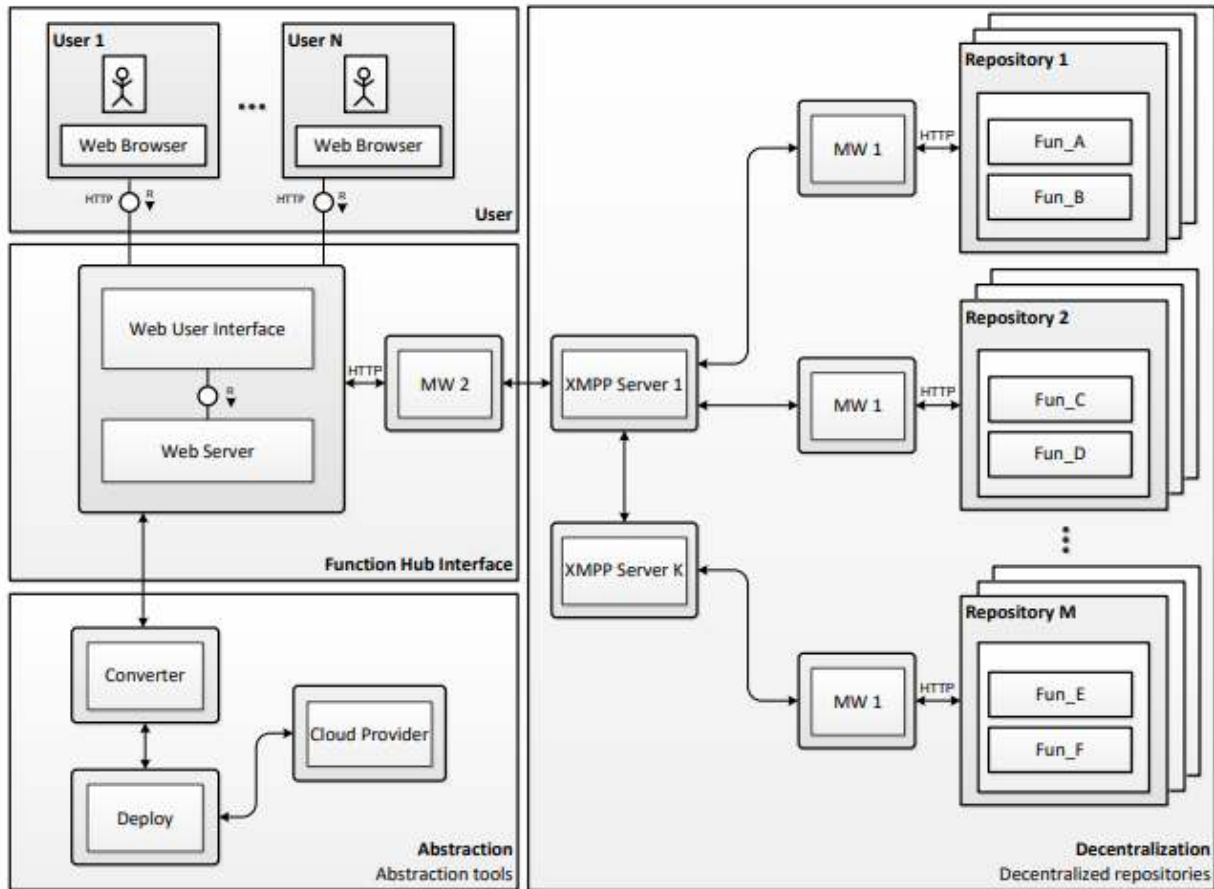 User 1
Web Browser
HTTP
R
...
User N
Web Browser
HTTP
R
User
Web User Interface
R
Web Server
HTTP
MW 2
Function Hub Interface
Converter
Deploy
Cloud Provider
Abstraction
Abstraction tools
XMPP Server 1
XMPP Server K
MW 1
HTTP
Repository 1
Fun_A
Fun_B
MW 1
HTTP
Repository 2
Fun_C
Fun_D
MW 1
HTTP
Repository M
Fun_E
Fun_F
Decentralization
Decentralized repositories